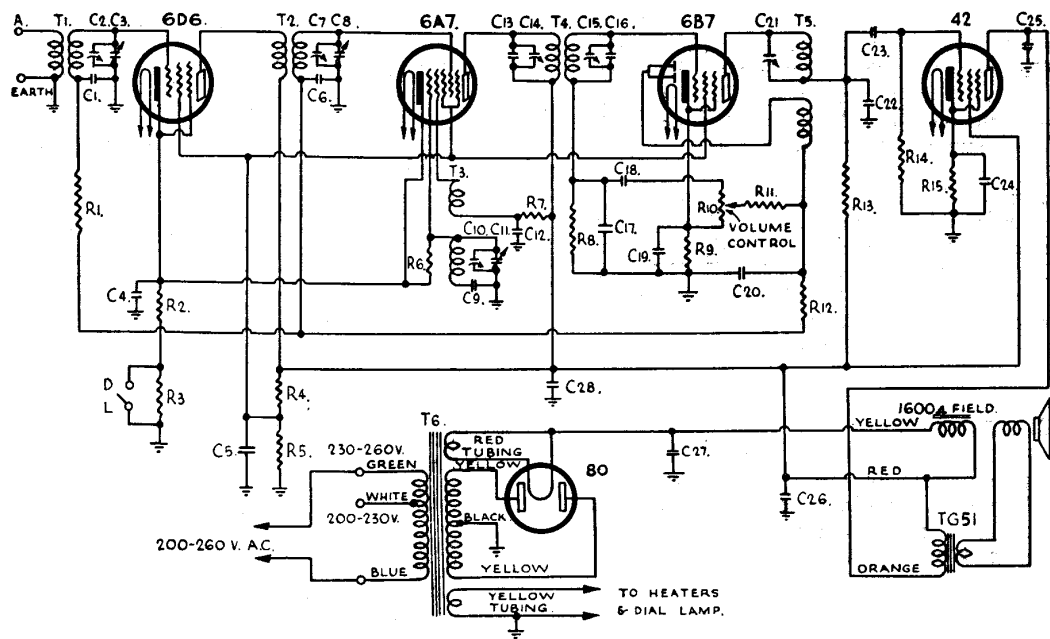 A. T1. C2. C3. 6D6. T2. C7. C8. 6A7. C13. C14. T4. C15. C16. 6B7 C21 T5. 42 C25.
EARTH C1. C6. C23.
C22.
T3.
C18. R14.
R15. C24.
R1. R7. R10. R11. R13.
C10. C11. C12. VOLUME
CONTROL
R6. R8. C17. C19. R9.
C9. C20.
C4. R2. R12.
D R3 R4. C28.
L
1600Ω FIELD.
T6. YELLOW
C5. R5. 230-260V. RED
TUBING C27.
GREEN YELLOW 80 RED
WHITE C26.
200-230V. BLACK. TG51
200-260 V. A.C.
BLUE YELLOW ORANGE
YELLOW
TUBING
TO HEATERS
& DIAL LAMP.